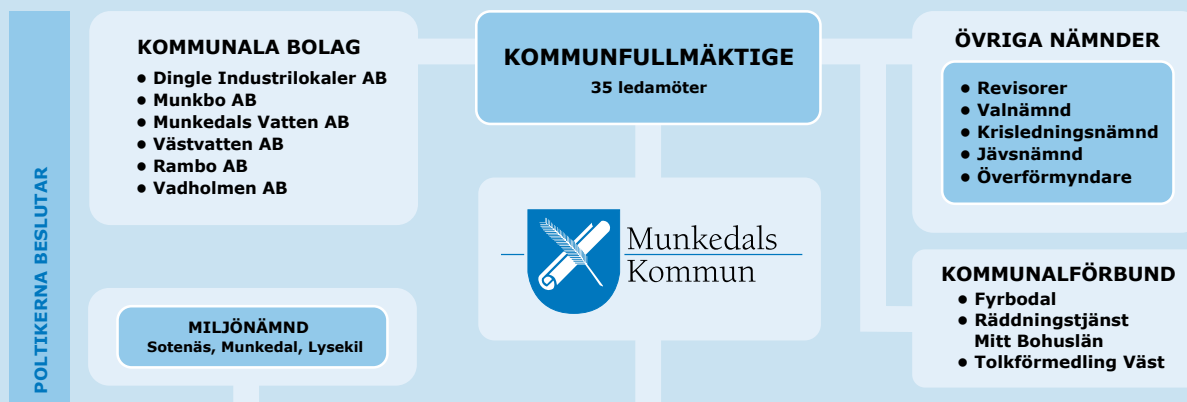 POLTIKERNA BESLUTAR
KOMMUNALA BOLAG
• Dingle Industrilokaler AB
• Munkbo AB
• Munkedals Vatten AB
• Västvatten AB
• Rambo AB
• Vadholmen AB
KOMMUNFULLMÄKTIGE
35 ledamöter
ÖVRIGA NÄMNDER
• Revisorer
• Valnämnd
• Krisledningsnämnd
• Jävsnämnd
• Överförmyndare
Munkedals
Kommun
MILJÖNÄMND
Sotenäs, Munkedal, Lysekil
KOMMUNALFÖRBUND
• Fyrbodal
• Räddningstjänst
Mitt Bohuslän
• Tolkförmedling Väst